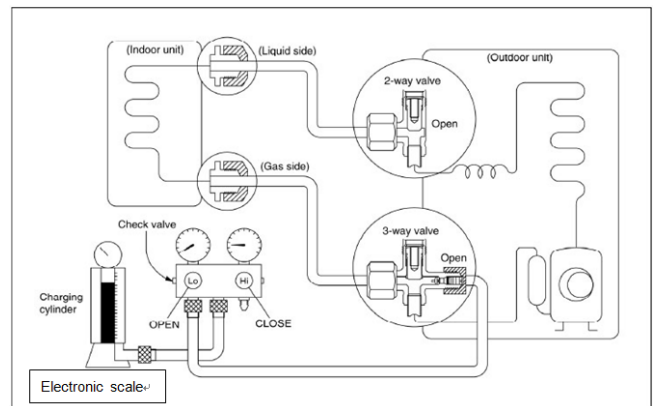 (Indoor unit)
(Liquid side)
(Outdoor unit)
2-way valve
Open
(Gas side)
Check valve
3-way valve
Open
Lo
Hi
Charging
cylinder
OPEN
CLOSE
Electronic scale↵